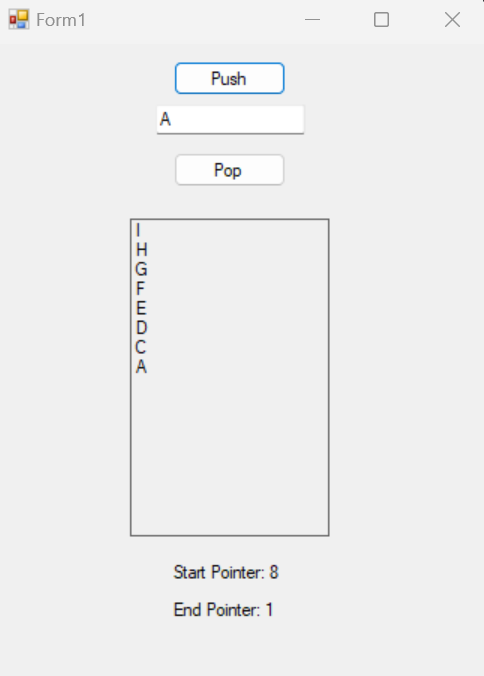 Form1
Push
A
Pop
I
H
G
F
E
D
C
A
Start Pointer: 8
End Pointer: 1